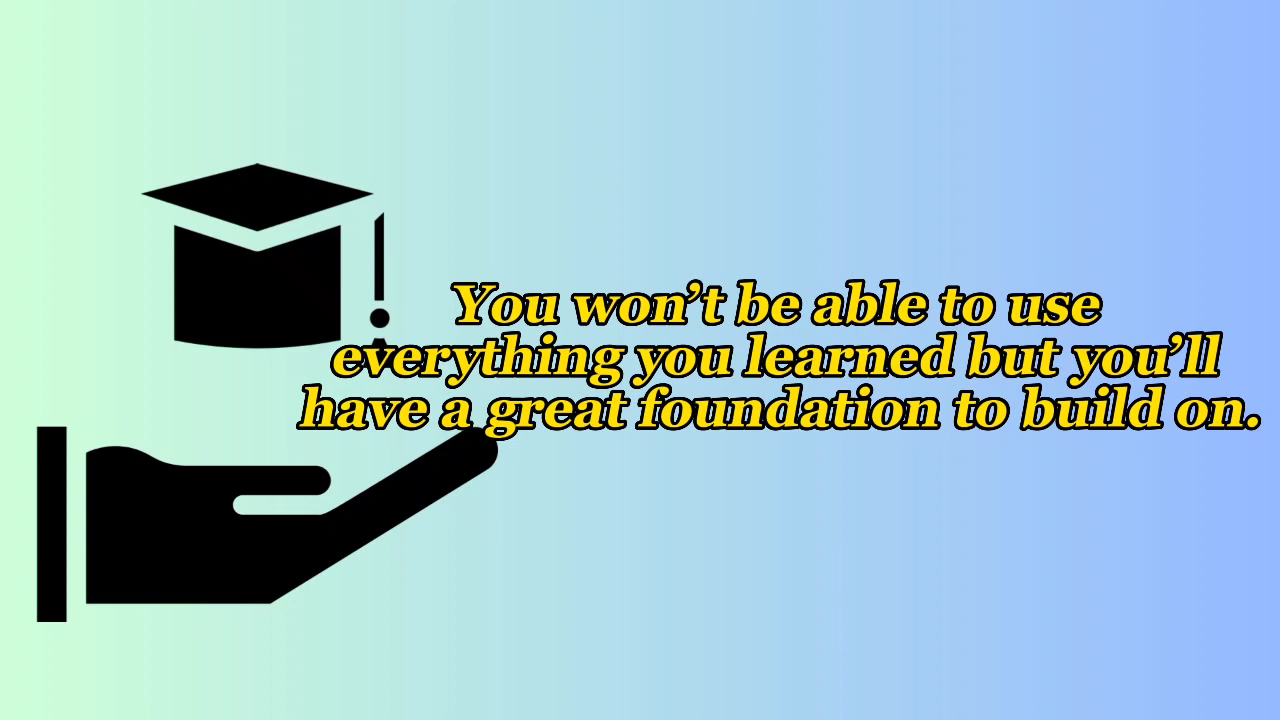 You won’t be able to use
everything you learned but you’ll
have a great foundation to build on.